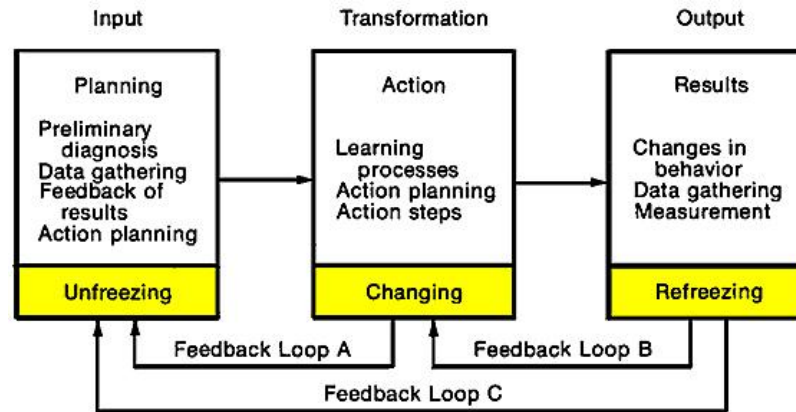 Input
Transformation
Output
Planning
Preliminary
diagnosis
Data gathering
Feedback of
results
Action planning
Unfreezing
Action
Learning
processes
Action planning
Action steps
Changing
Results
Changes in
behavior
Data gathering
Measurement
Refreezing
Feedback Loop A
Feedback Loop B
Feedback Loop C